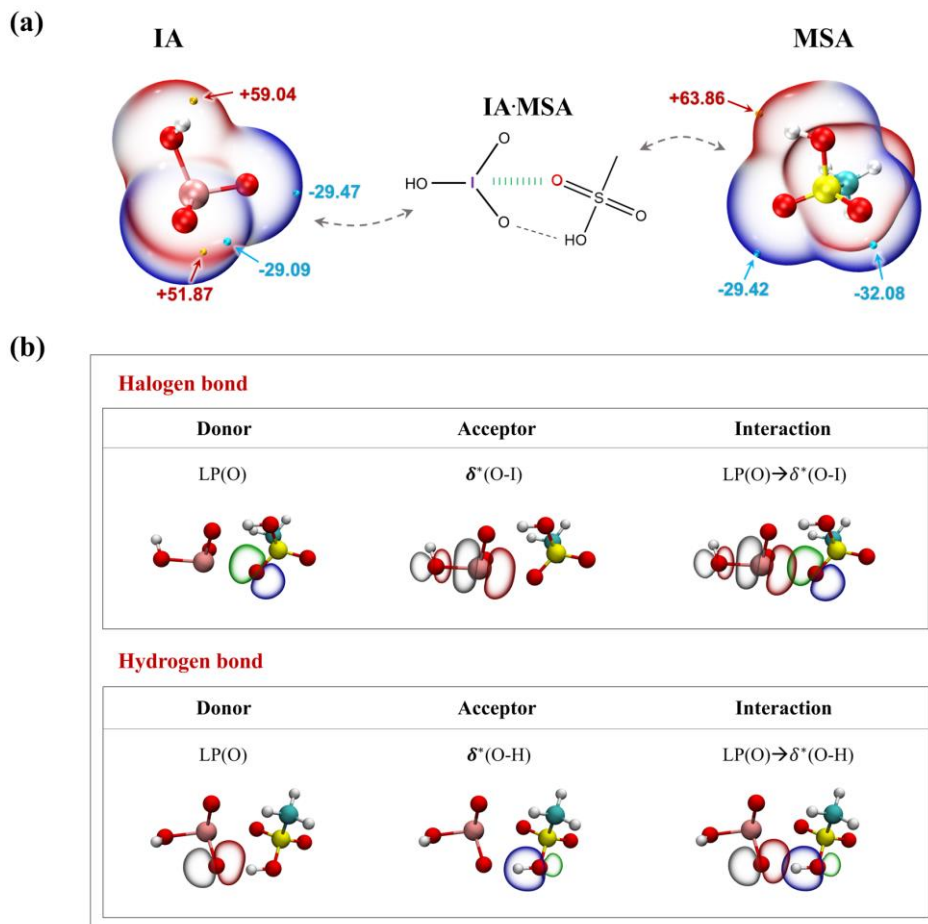 (a)
IA
MSA
IA·MSA
+59.04
-29.47
-29.09
+51.87
O
HO
I
O
O
S
O
HO
+63.86
-29.42
-32.08
(b)
Halogen bond
Donor Acceptor Interaction
LP(O) δ*(O-I) LP(O)→δ*(O-I)
Hydrogen bond
Donor Acceptor Interaction
LP(O) δ*(O-H) LP(O)→δ*(O-H)